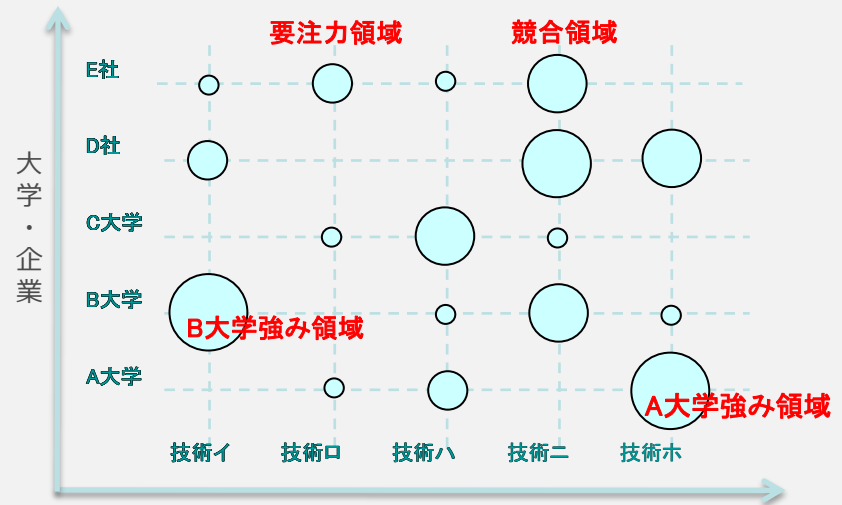 要注力領域
競合領域
E社
D社
C大学
B大学
A大学
大学・企業
B大学強み領域
A大学強み領域
技術イ
技術ロ
技術ハ
技術ニ
技術ホ